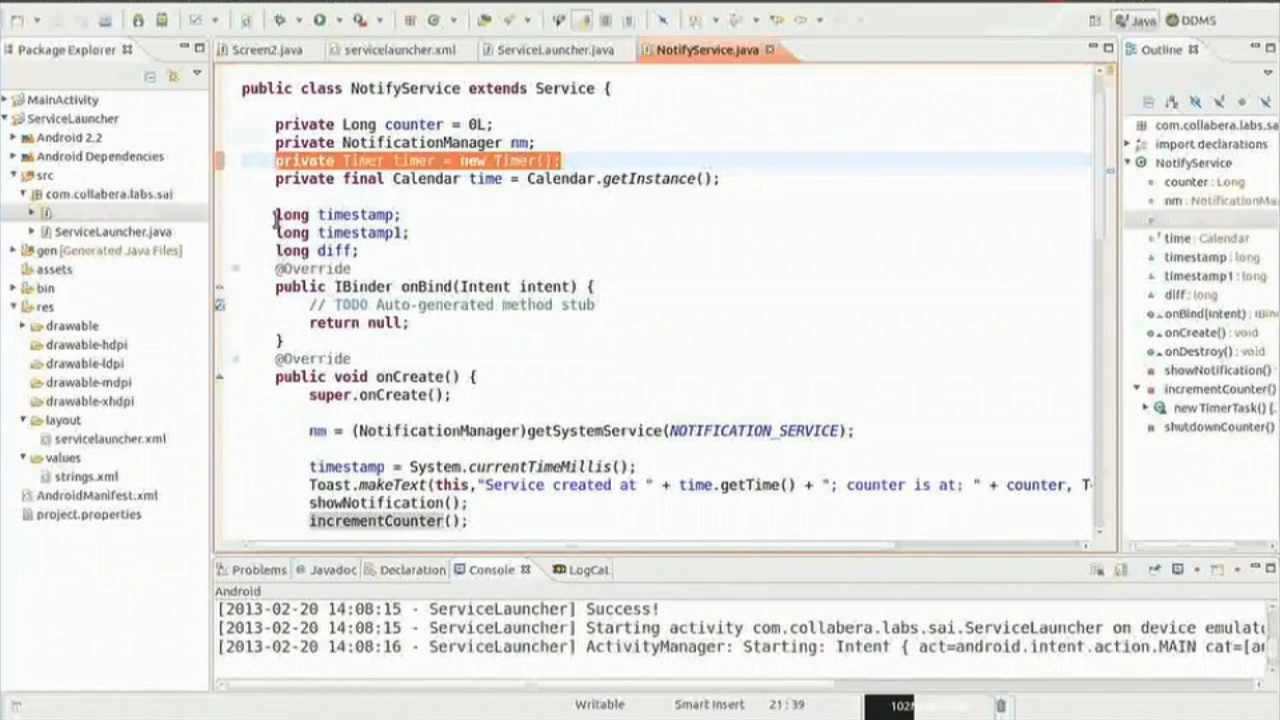 Java DDMS
Package Explorer
Screen2.java servicelauncher.xml ServiceLauncher.java NotifyService.java
Outline
MainActivity
ServiceLauncher
Android 2.2
Android Dependencies
src
com.collabera.labs.sai
ServiceLauncher.java
gen [Generated Java Files]
assets
bin
res
drawable
drawable-hdpi
drawable-ldpi
drawable-mdpi
drawable-xhdpi
layout
servicelauncher.xml
values
strings.xml
AndroidManifest.xml
project.properties
public class NotifyService extends Service {
private Long counter = 0L;
private NotificationManager nm;
private Timer timer = new Timer();
private final Calendar time = Calendar.getInstance();
long timestamp;
long timestamp1;
long diff;
@Override
public IBinder onBind(Intent intent) {
// TODO Auto-generated method stub
return null;
}
@Override
public void onCreate() {
super.onCreate();
nm = (NotificationManager)getSystemService(NOTIFICATION_SERVICE);
timestamp = System.currentTimeMillis();
Toast.makeText(this,"Service created at " + time.getTime() + "; counter is at: " + counter, T
showNotification();
incrementCounter();
com.collabera.labs.sa
import declarations
NotifyService
counter : Long
nm : NotificationMa
time : Calendar
timestamp : long
timestamp1 : long
diff : long
onBind(Intent) : IBin
onCreate() : void
onDestroy() : void
showNotification()
incrementCounter()
new TimerTask() {.
shutdownCounter()
Problems Javadoc Declaration Console LogCat
Android
[2013-02-20 14:08:15 - ServiceLauncher] Success!
[2013-02-20 14:08:15 - ServiceLauncher] Starting activity com.collabera.labs.sai.ServiceLauncher on device emulat
[2013-02-20 14:08:16 - ServiceLauncher] ActivityManager: Starting: Intent { act=android.intent.action.MAIN cat=[a
Writable Smart Insert 21 : 39